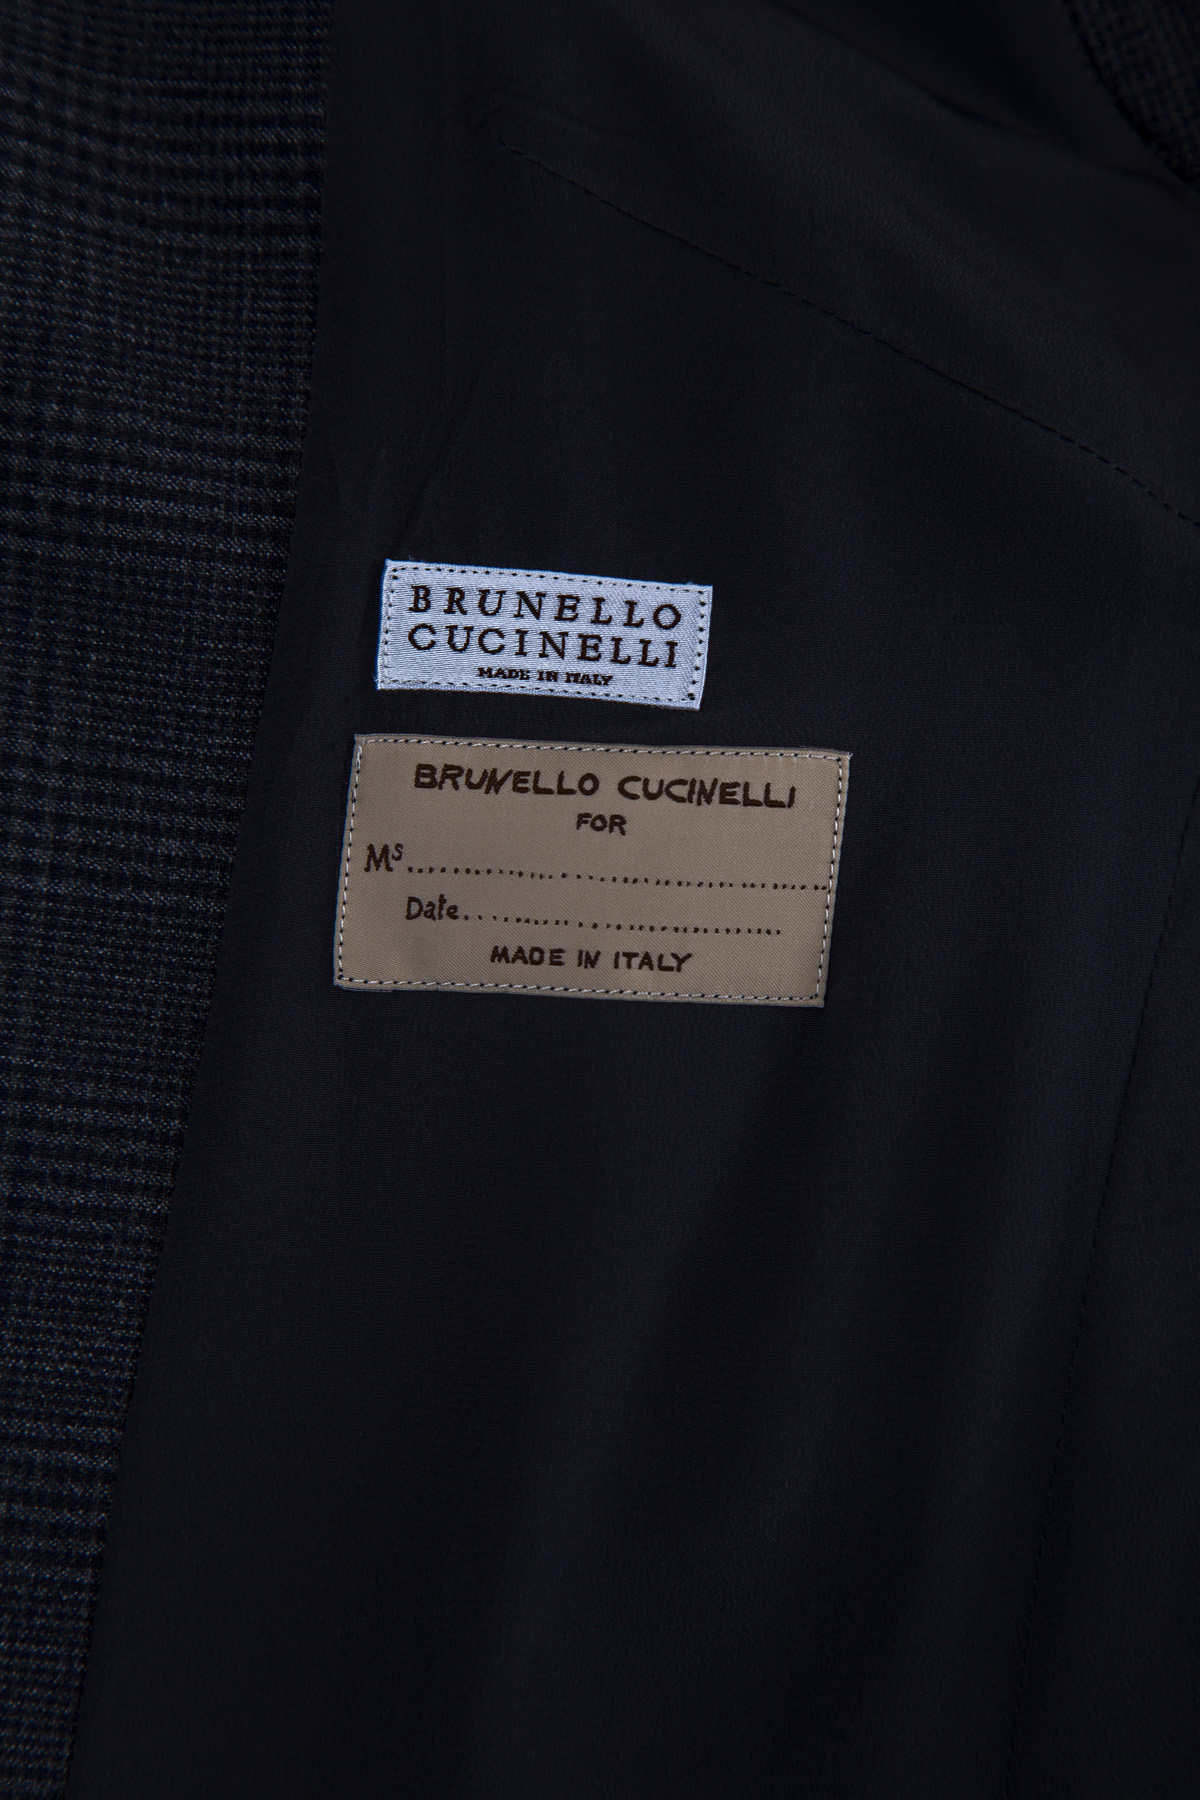 BRUNELLO
CUCINELLI
MADE IN ITALY
BRUNELLO CUCINELLI
FOR
Ms..................................................
Date.......................................
MADE IN ITALY